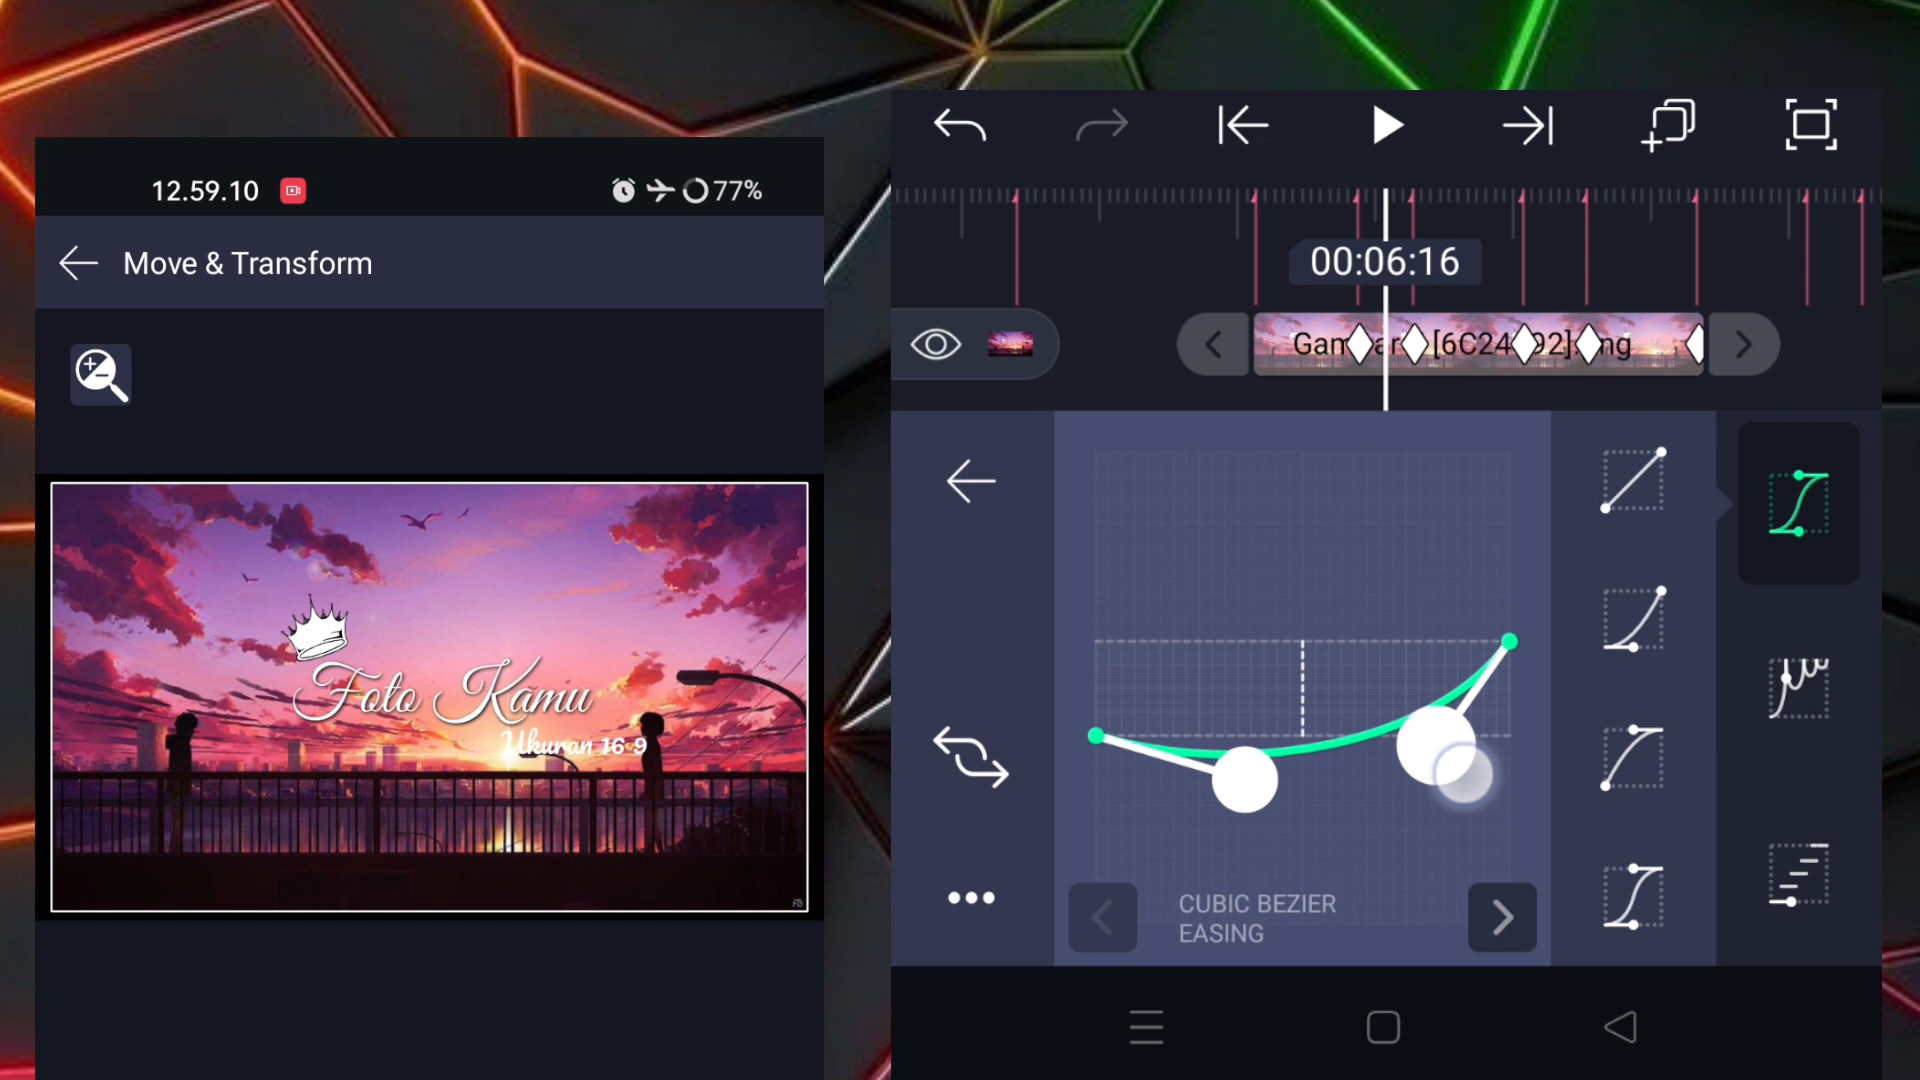 12.59.10
77%
Move & Transform
Foto Kamu
Ukuran 16-9
00:06:16
CUBIC BEZIER
EASING